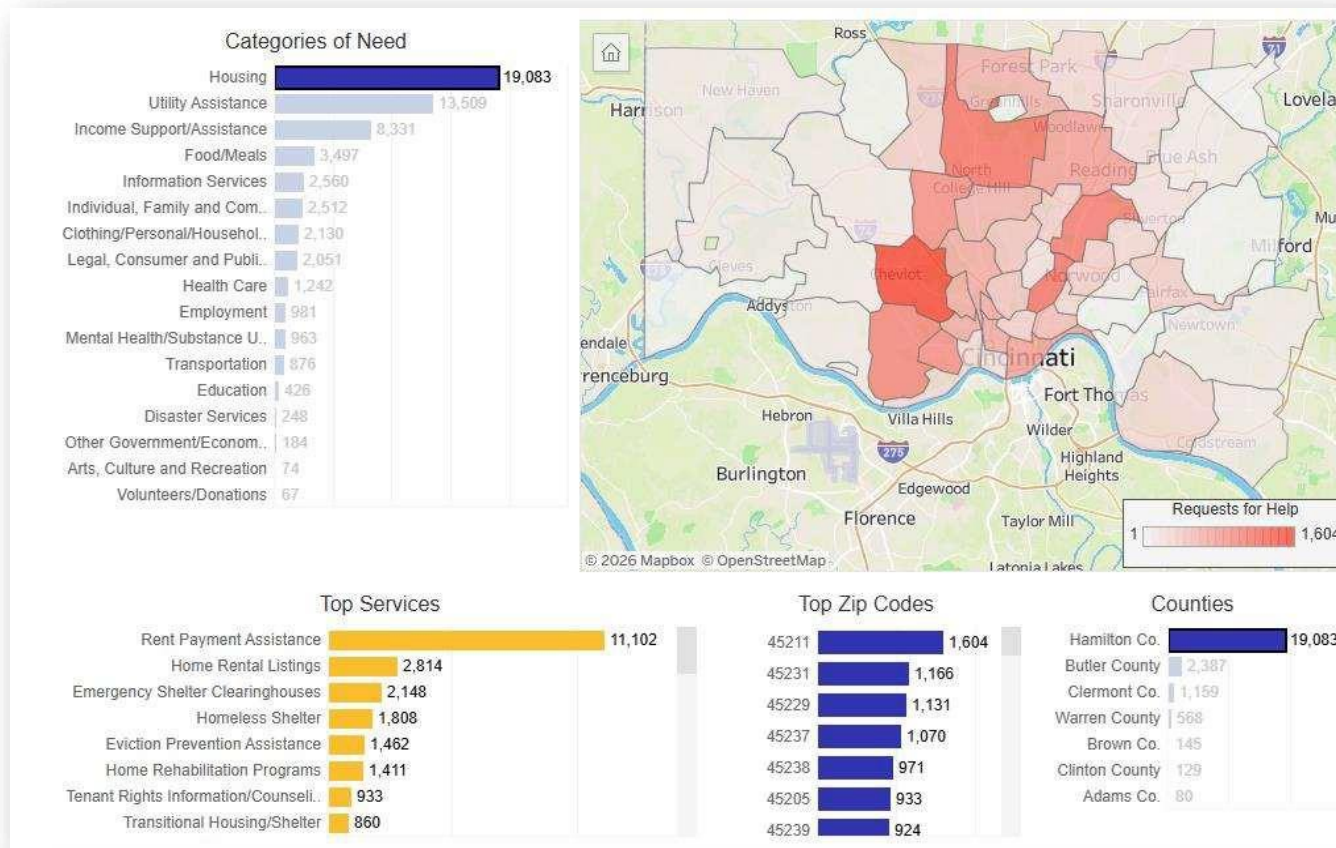 Categories of Need
Housing 19,083
Utility Assistance 13,509
Income Support/Assistance 8,331
Food/Meals 3,497
Information Services 2,560
Individual, Family and Com.. 2,512
Clothing/Personal/Househol.. 2,130
Legal, Consumer and Publi.. 2,051
Health Care 1,242
Employment 981
Mental Health/Substance U.. 963
Transportation 876
Education 426
Disaster Services 248
Other Government/Econom.. 184
Arts, Culture and Recreation 74
Volunteers/Donations 67
Ross
71
Forest Park
New Haven
Harrison
Greenhills
Sharonville
Lovela
Woodlawn
Blue Ash
North
College Hill
Reading
Silverton
Mu
Milford
Cheviot
Norwood
Cleves
Fairfax
Addyston
Newtown
endale
Cincinnati
renceburg
Fort Thomas
Hebron
Villa Hills
Wilder
Coldstream
275
Highland
Heights
Burlington
Edgewood
Florence
Taylor Mill
Latonia Lakes
Requests for Help
1 1,604
© 2026 Mapbox © OpenStreetMap
Top Services
Rent Payment Assistance 11,102
Home Rental Listings 2,814
Emergency Shelter Clearinghouses 2,148
Homeless Shelter 1,808
Eviction Prevention Assistance 1,462
Home Rehabilitation Programs 1,411
Tenant Rights Information/Counseli.. 933
Transitional Housing/Shelter 860
Top Zip Codes
45211 1,604
45231 1,166
45229 1,131
45237 1,070
45238 971
45205 933
45239 924
Counties
Hamilton Co. 19,083
Butler County 2,387
Clermont Co. 1,159
Warren County 568
Brown Co. 145
Clinton County 129
Adams Co. 80